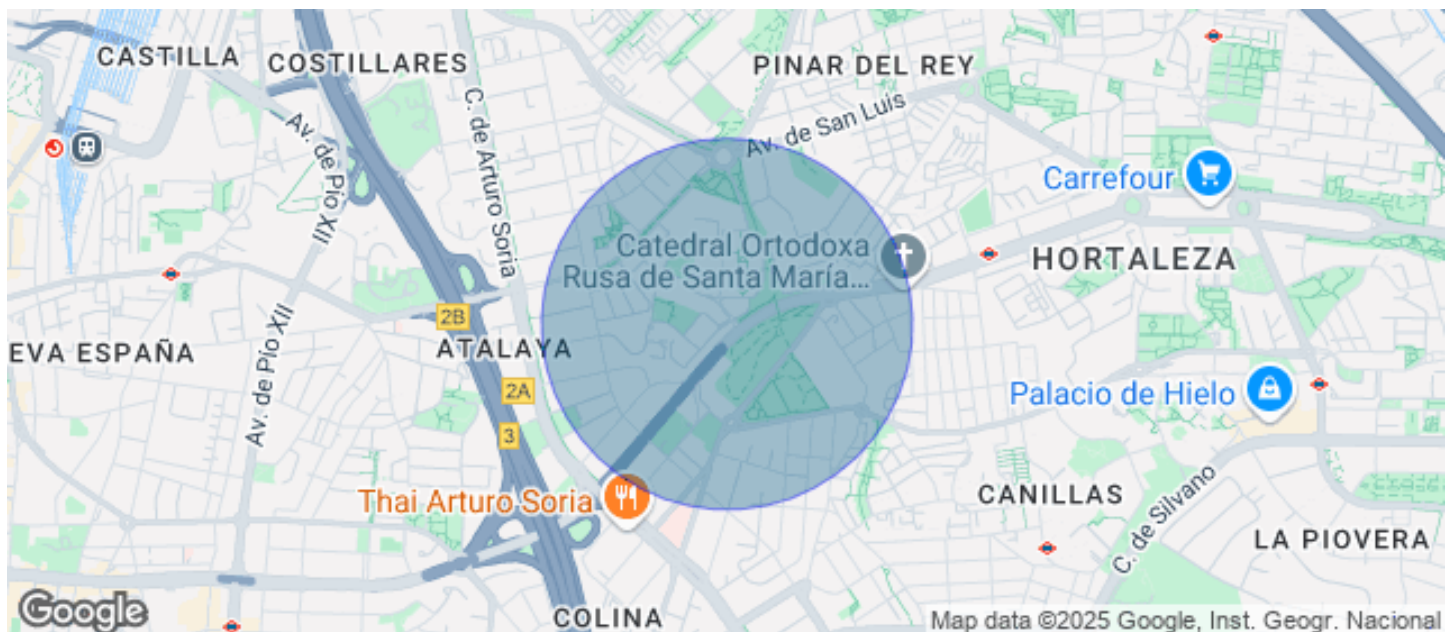 CASTILLA
COSTILLARES
PINAR DEL REY
Av. de San Luis
Av. de Pío XII
C. de Arturo Soria
Carrefour
Catedral Ortodoxa
Rusa de Santa María...
HORTALEZA
2B
EVA ESPAÑA
ATALAYA
Av. de Pío XII
2A
Palacio de Hielo
3
Thai Arturo Soria
CANILLAS
C. de Silvano
LA PIOVERA
COLINA
Google
Map data ©2025 Google, Inst. Geogr. Nacional